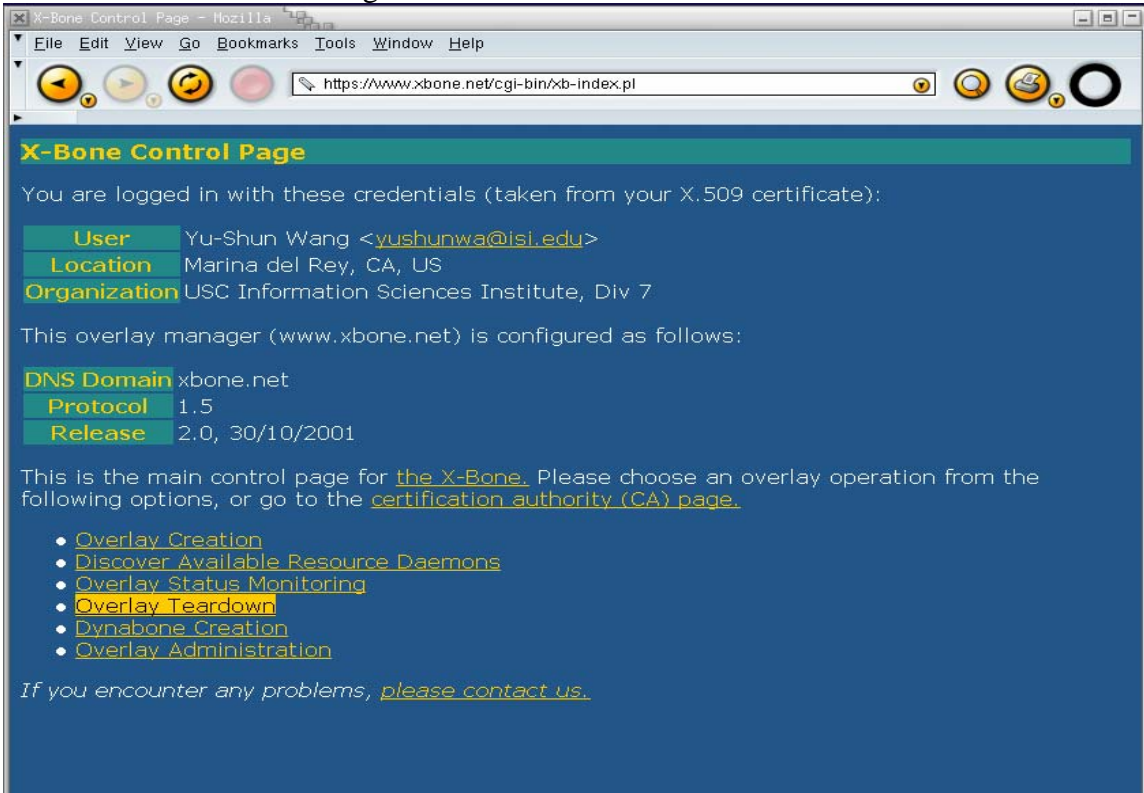 X-Bone Control Page - Mozilla
File Edit View Go Bookmarks Tools Window Help
https://www.xbone.net/cgi-bin/xb-index.pl
X-Bone Control Page
You are logged in with these credentials (taken from your X.509 certificate):
User Yu-Shun Wang <yushunwa@isi.edu>
Location Marina del Rey, CA, US
Organization USC Information Sciences Institute, Div 7
This overlay manager (www.xbone.net) is configured as follows:
DNS Domain xbone.net
Protocol 1.5
Release 2.0, 30/10/2001
This is the main control page for the X-Bone. Please choose an overlay operation from the
following options, or go to the certification authority (CA) page.
• Overlay Creation
• Discover Available Resource Daemons
• Overlay Status Monitoring
• Overlay Teardown
• Dynabone Creation
• Overlay Administration
If you encounter any problems, please contact us.